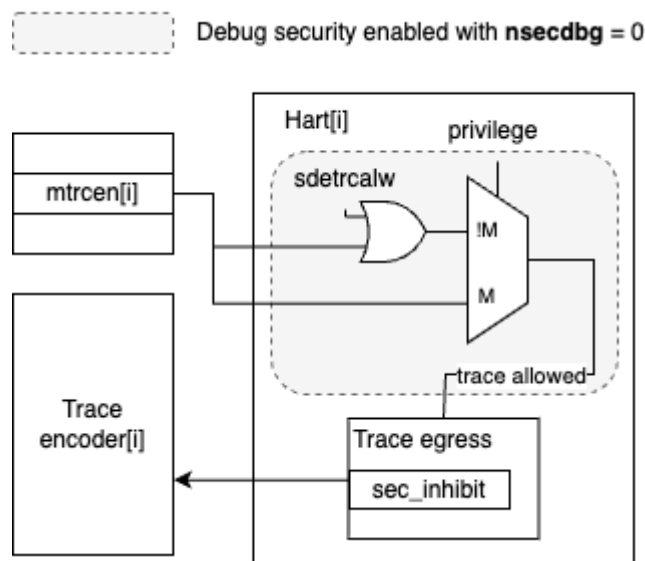 Debug security enabled with nsecdbg = 0
Hart[i]
privilege
mtrcen[i]
sdetrcalw
!M
M
trace allowed
Trace
encoder[i]
Trace egress
sec_inhibit